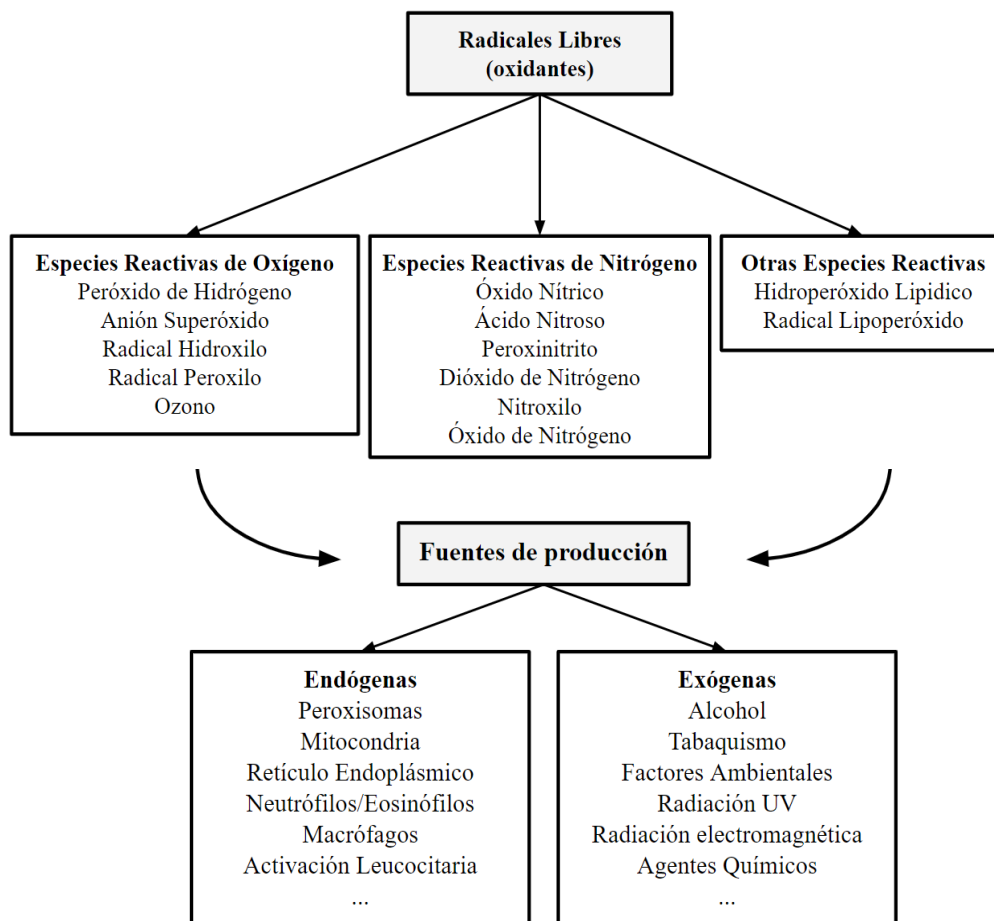 Radicales Libres
(oxidantes)
Especies Reactivas de Oxígeno
Peróxido de Hidrógeno
Anión Superóxido
Radical Hidroxilo
Radical Peroxilo
Ozono
Especies Reactivas de Nitrógeno
Óxido Nítrico
Ácido Nitroso
Peroxinitrito
Dióxido de Nitrógeno
Nitroxilo
Óxido de Nitrógeno
Otras Especies Reactivas
Hidroperóxido Lipidico
Radical Lipoperóxido
Fuentes de producción
Endógenas
Peroxisomas
Mitocondria
Retículo Endoplásmico
Neutrófilos/Eosinófilos
Macrófagos
Activación Leucocitaria
...
Exógenas
Alcohol
Tabaquismo
Factores Ambientales
Radiación UV
Radiación electromagnética
Agentes Químicos
...